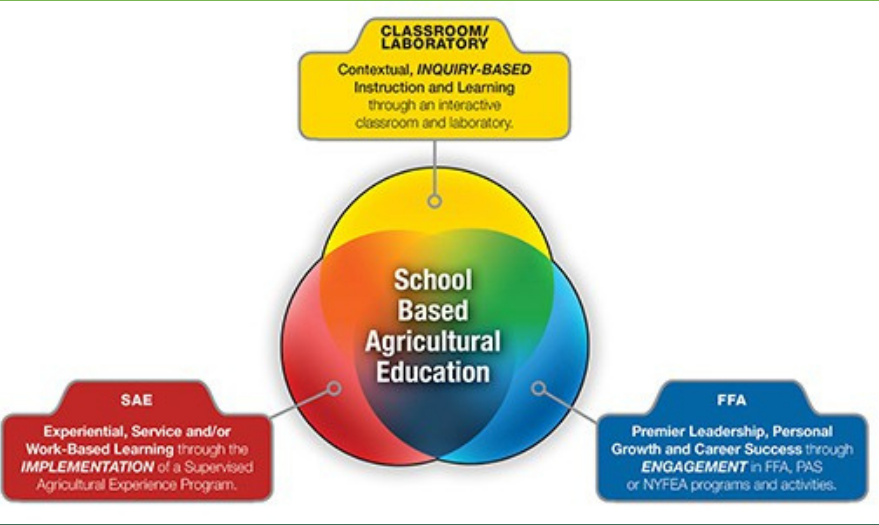 CLASSROOM/
LABORATORY
Contextual, INQUIRY-BASED
Instruction and Learning
through an interactive
classroom and laboratory.
School
Based
Agricultural
Education
SAE
Experiential, Service and/or
Work-Based Learning through the
IMPLEMENTATION of a Supervised
Agricultural Experience Program.
FFA
Premier Leadership, Personal
Growth and Career Success through
ENGAGEMENT in FFA, PAS
or NYFEA programs and activities.